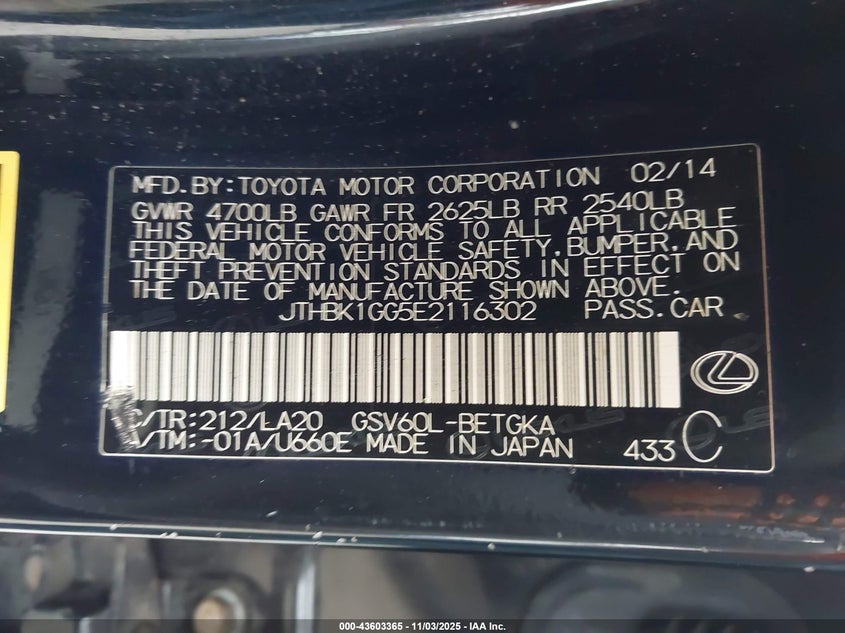 MFD.BY:TOYOTA MOTOR CORPORATION 02/14
GVWR 4700LB GAWR FR 2625LB RR 2540LB
THIS VEHICLE CONFORMS TO ALL APPLICABLE
FEDERAL MOTOR VEHICLE SAFETY,BUMPER,AND
THEFT PREVENTION STANDARDS IN EFFECT ON
THE DATE OF MANUFACTURE SHOWN ABOVE.
JTHBK1GG5E2116302 PASS.CAR
C/TR:212/LA20 GSV60L-BETGKA
A/TM:-01A/U660E MADE IN JAPAN 433 C
000-43603365 - 11/03/2025 - IAA Inc.